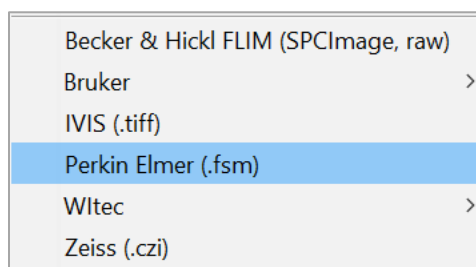 Becker & Hickl FLIM (SPCImage, raw)
Bruker
IVIS (.tiff)
Perkin Elmer (.fsm)
WItec
Zeiss (.czi)